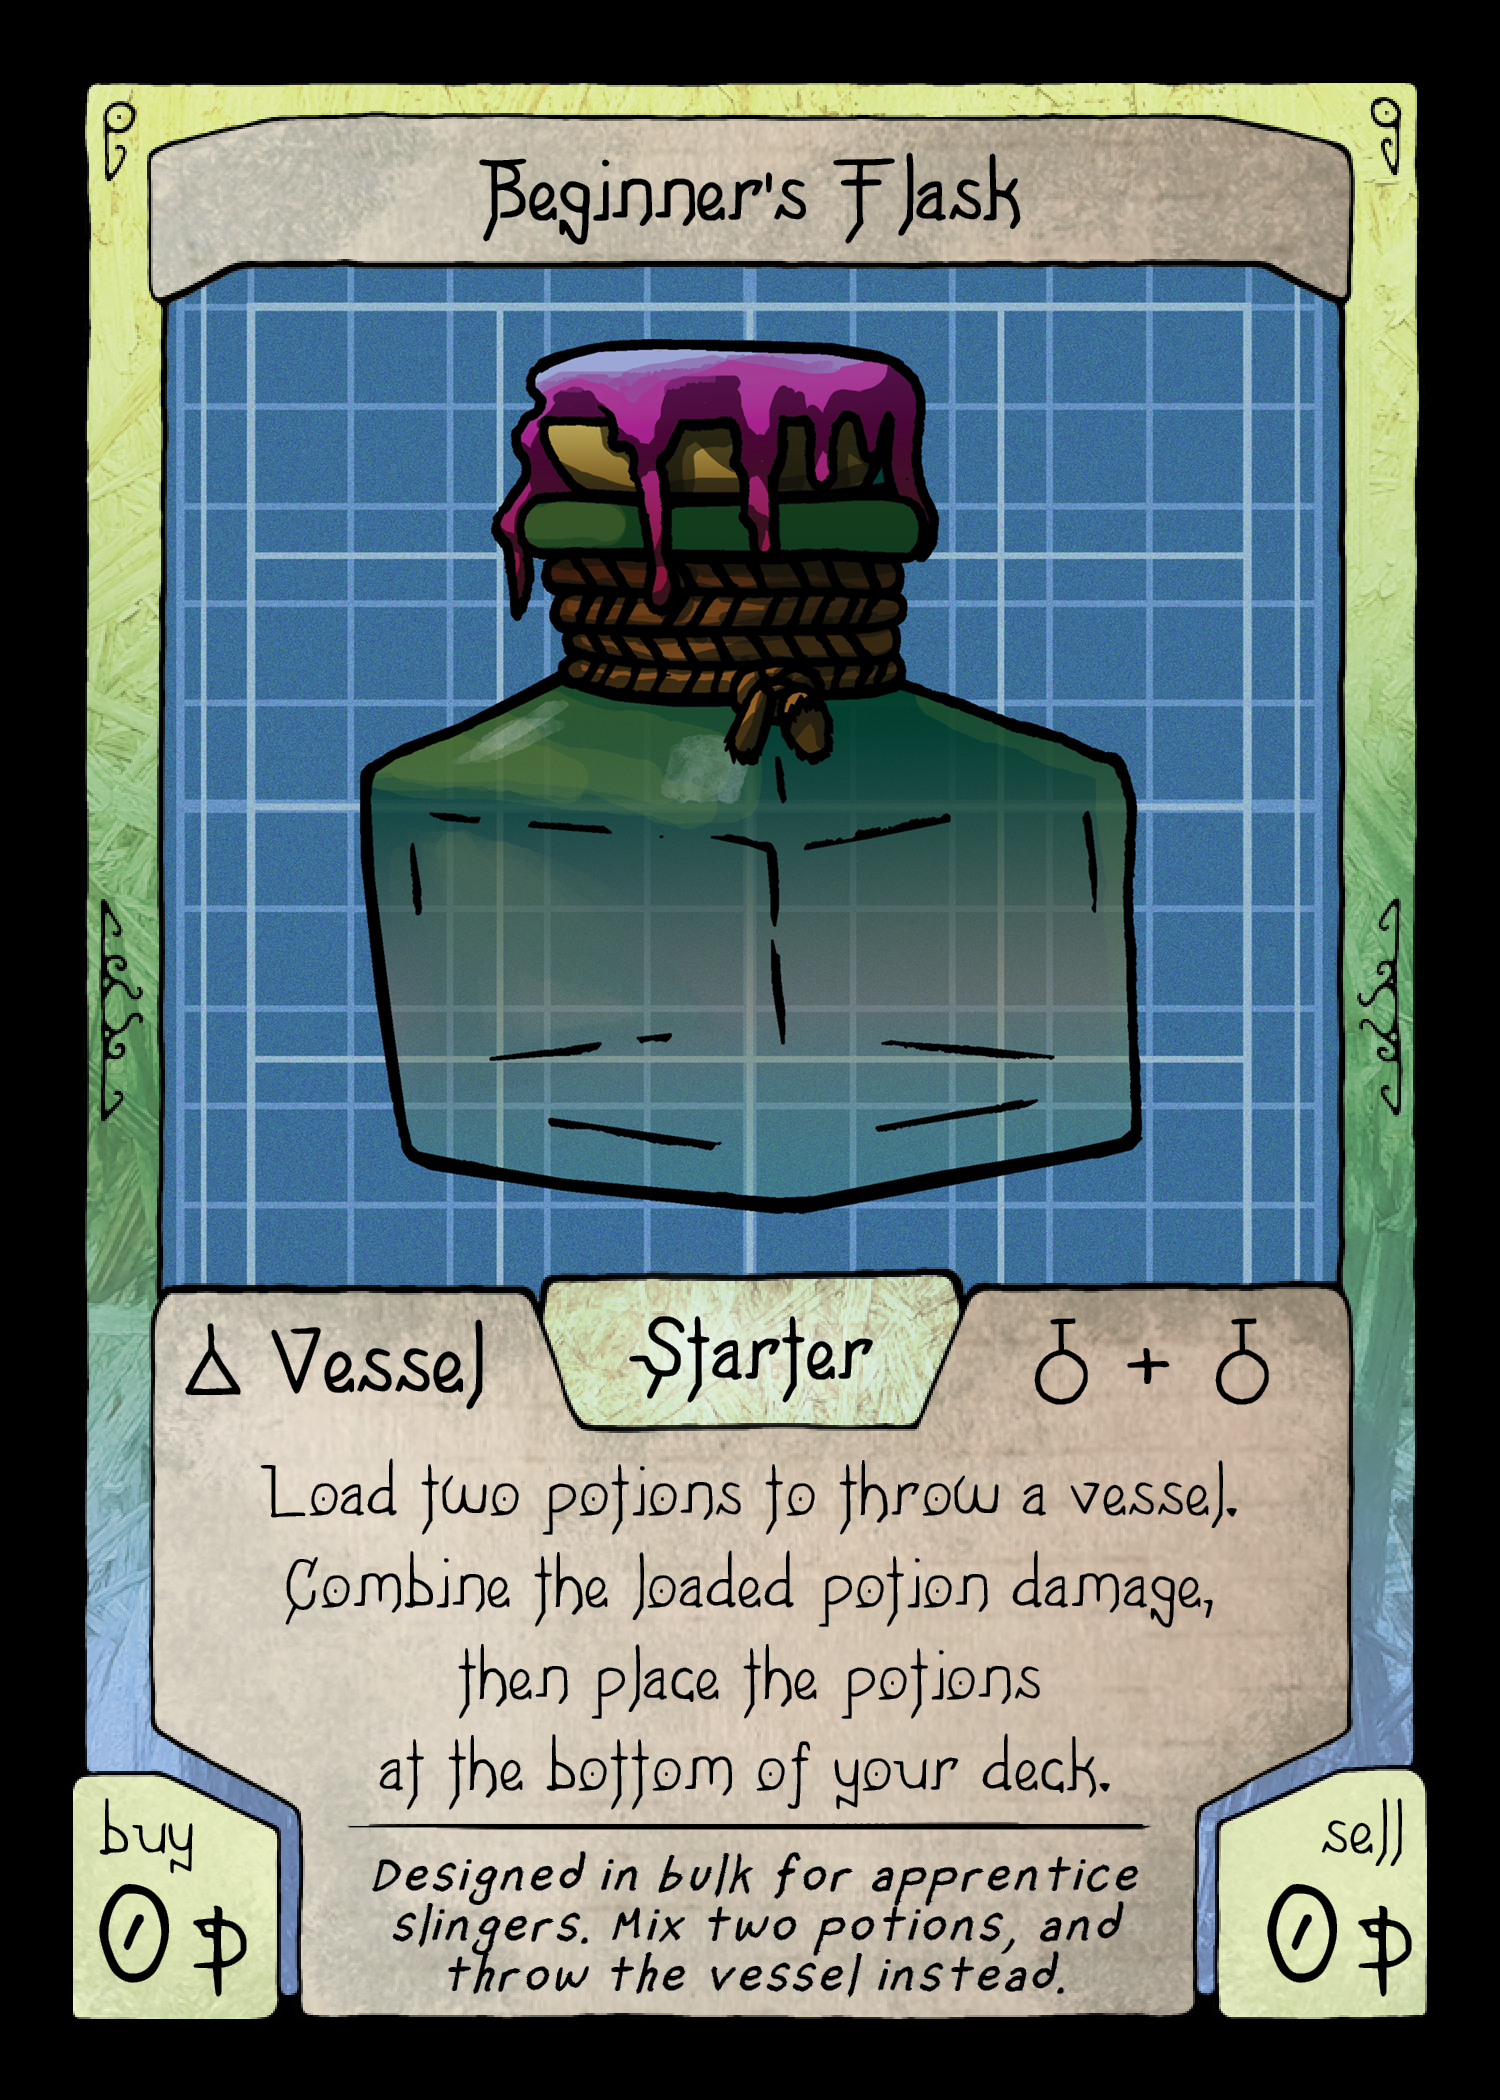 Beginner's Flask
Vessel
Starter
+
Load two potions to throw a vessel.
Combine the loaded potion damage,
then place the potions
at the bottom of your deck.
buy
0
Designed in bulk for apprentice
slingers. Mix two potions, and
throw the vessel instead.
sell
0